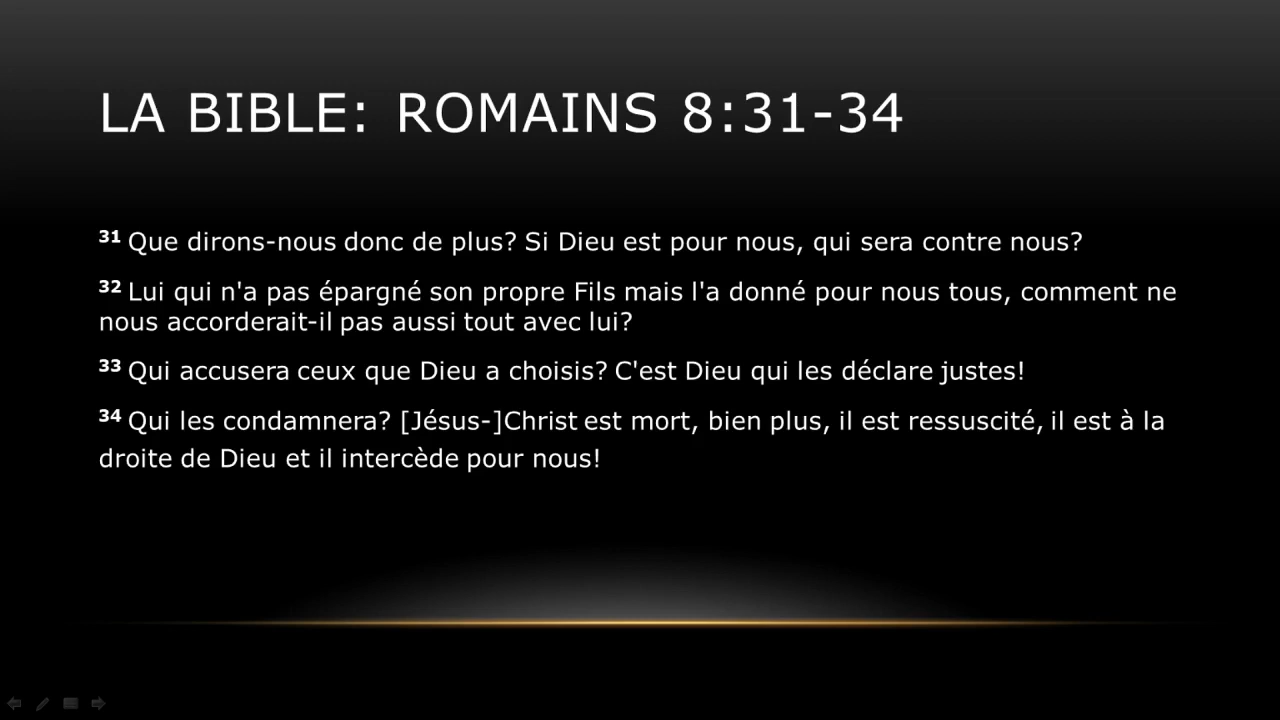 LA BIBLE: ROMAINS 8:31-34
31 Que dirons-nous donc de plus? Si Dieu est pour nous, qui sera contre nous?
32 Lui qui n'a pas épargné son propre Fils mais l'a donné pour nous tous, comment ne
nous accorderait-il pas aussi tout avec lui?
33 Qui accusera ceux que Dieu a choisis? C'est Dieu qui les déclare justes!
34 Qui les condamnera? [Jésus-]Christ est mort, bien plus, il est ressuscité, il est à la
droite de Dieu et il intercède pour nous!